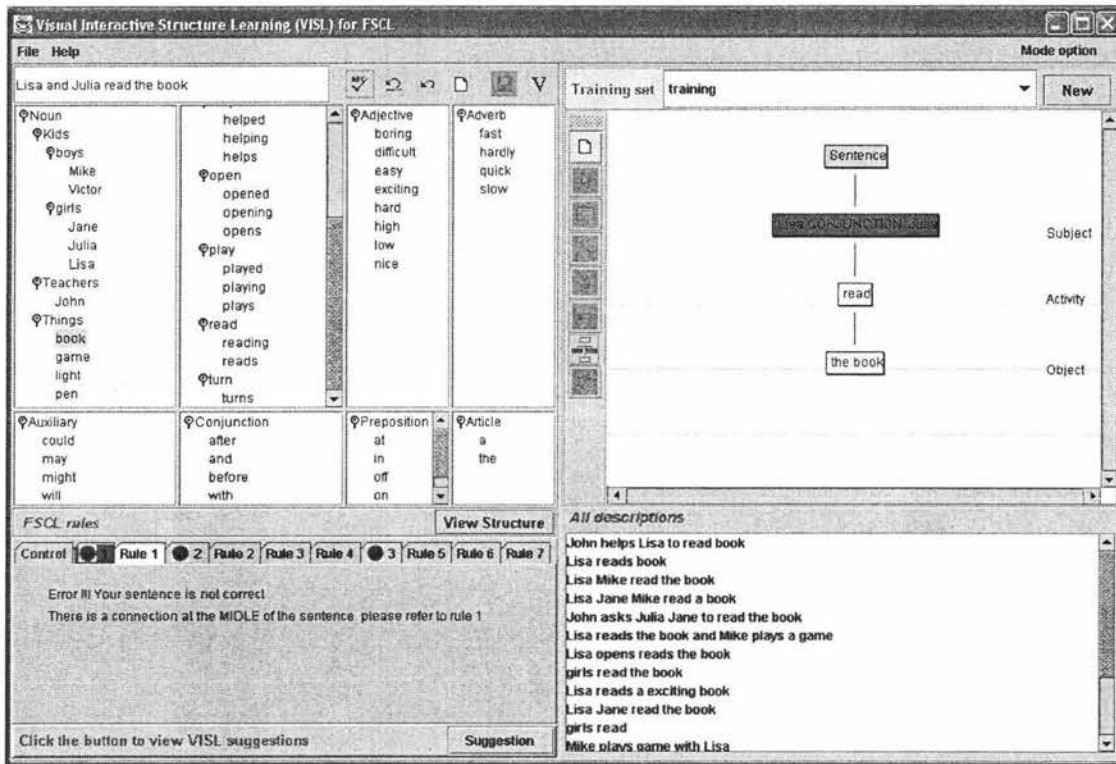 Visual Interactive Structure Learning (VISL) for FSCL
File Help
Mode option
Lisa and Julia read the book
ABC
V
Noun
Kids
boys
Mike
Victor
girls
Jane
Julia
Lisa
Teachers
John
Things
book
game
light
pen
helped
helping
helps
open
opened
opening
opens
play
played
playing
plays
read
reading
reads
turn
turns
Adjective
boring
difficult
easy
exciting
hard
high
low
nice
Adverb
fast
hardly
quick
slow
Auxiliary
could
may
might
will
Conjunction
after
and
before
with
Preposition
at
in
off
on
Article
a
the
FSCL rules
View Structure
Control 1 Rule 1 2 Rule 2 Rule 3 Rule 4 3 Rule 5 Rule 6 Rule 7
Error !!! Your sentence is not correct
There is a connection at the MIDLE of the sentence please refer to rule 1
Click the button to view VISL suggestions
Suggestion
Training set training
New
Sentence
Lisa CONJUNCTION Julia
Subject
read
Activity
the book
Object
All descriptions
John helps Lisa to read book
Lisa reads book
Lisa Mike read the book
Lisa Jane Mike read a book
John asks Julia Jane to read the book
Lisa reads the book and Mike plays a game
Lisa opens reads the book
girls read the book
Lisa reads a exciting book
Lisa Jane read the book
girls read
Mike plays game with Lisa